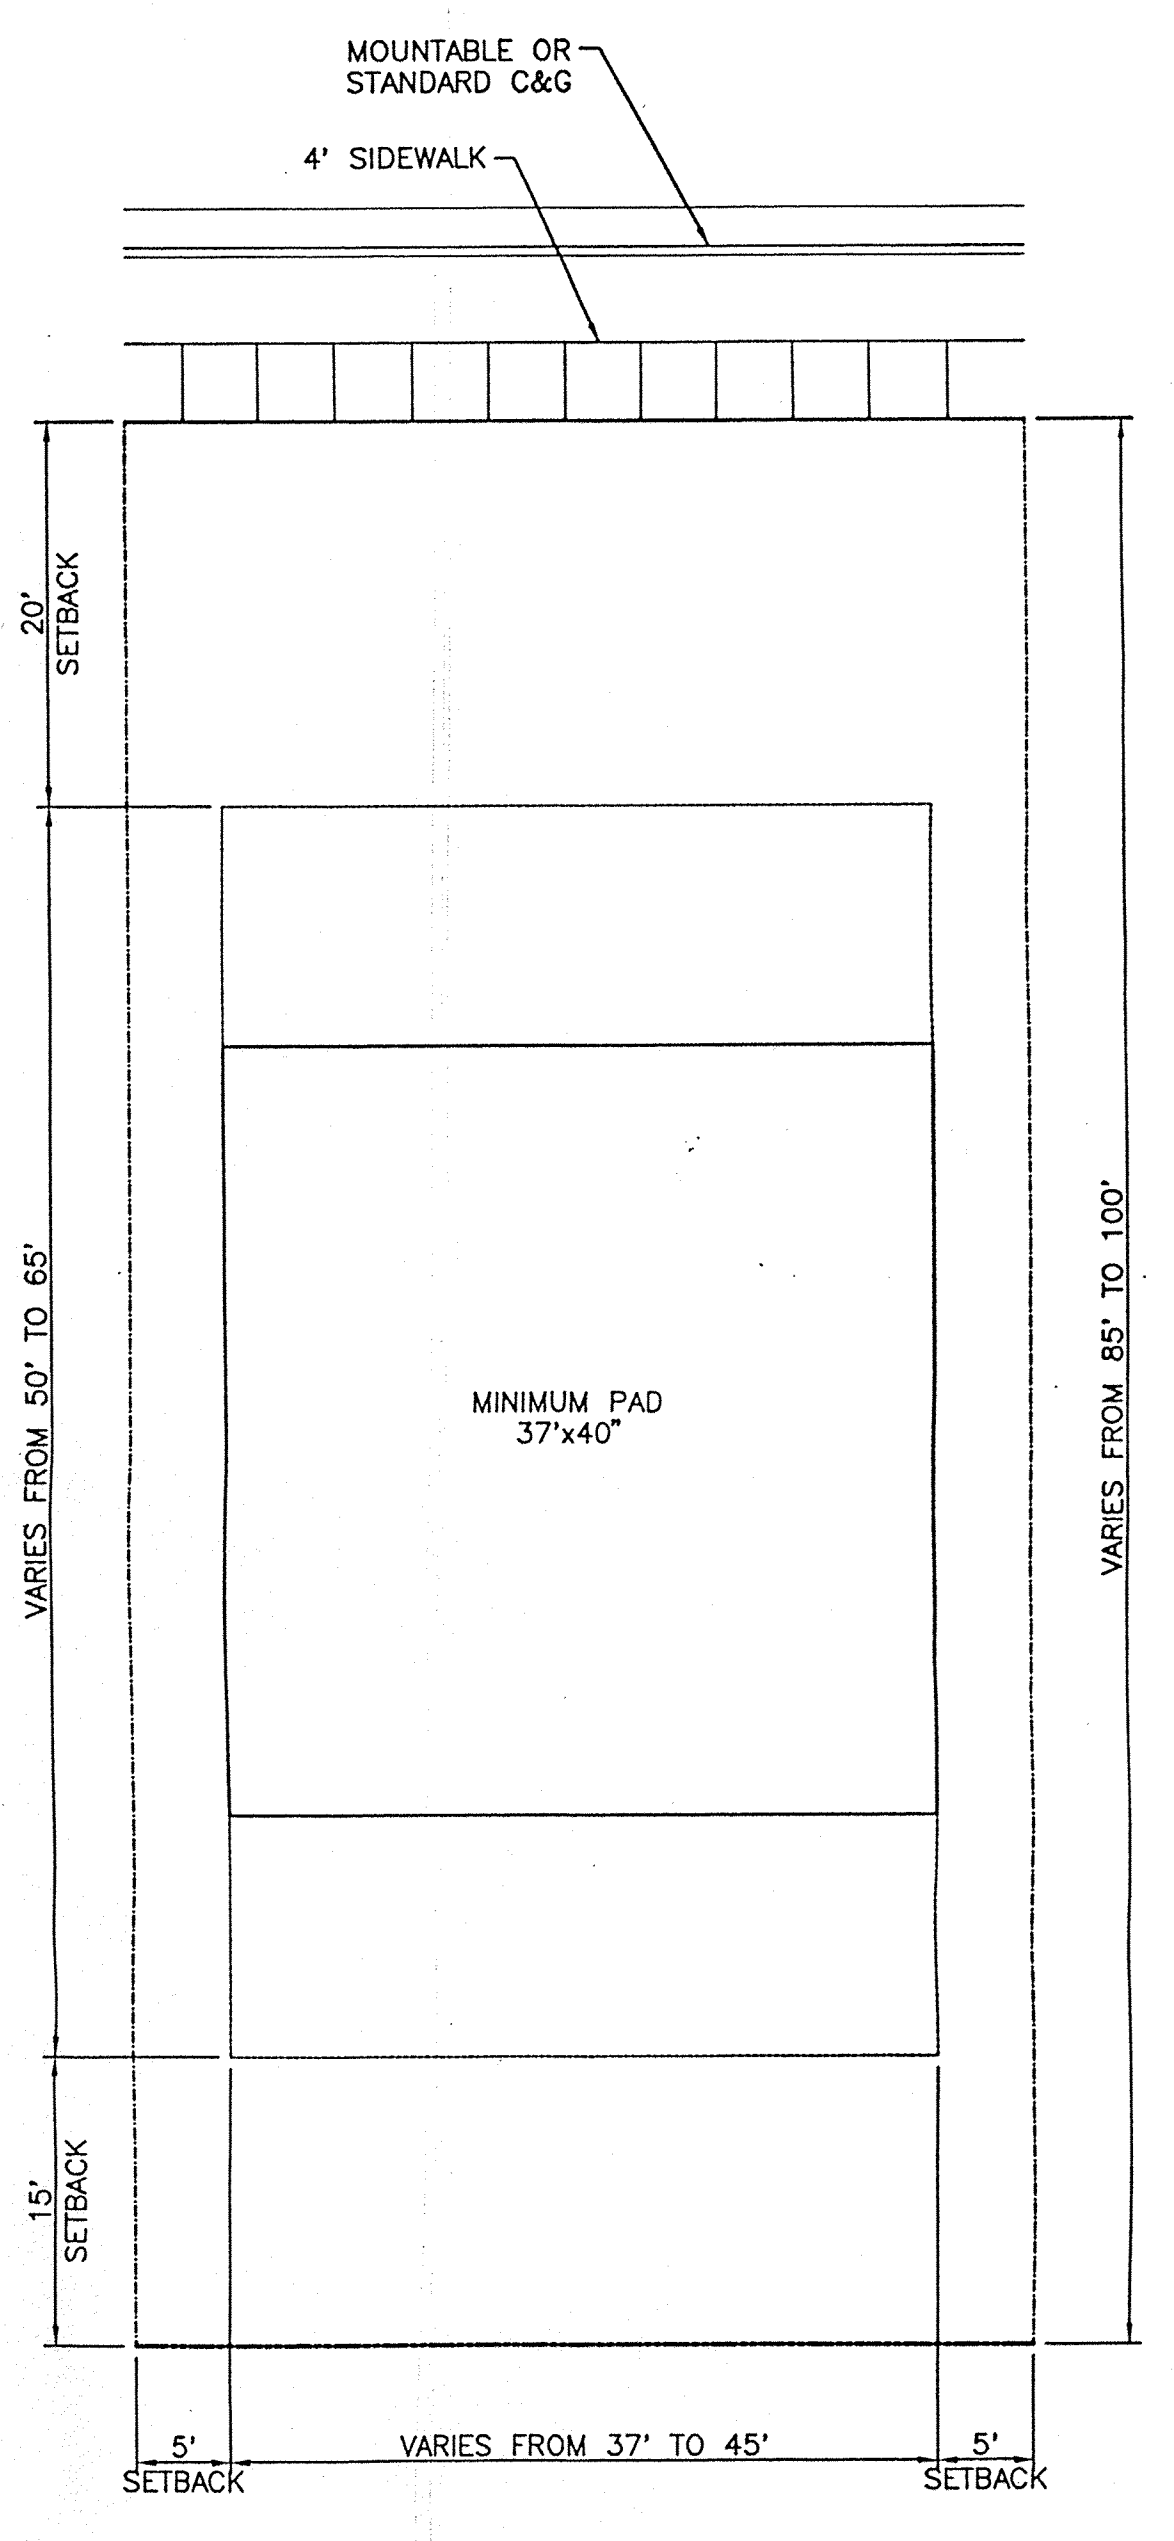 MOUNTABLE OR
STANDARD C&G
4' SIDEWALK
20'
SETBACK
VARIES FROM 50' TO 65'
VARIES FROM 85' TO 100'
MINIMUM PAD
37'x40"
15'
SETBACK
5'
SETBACK
VARIES FROM 37' TO 45'
5'
SETBACK